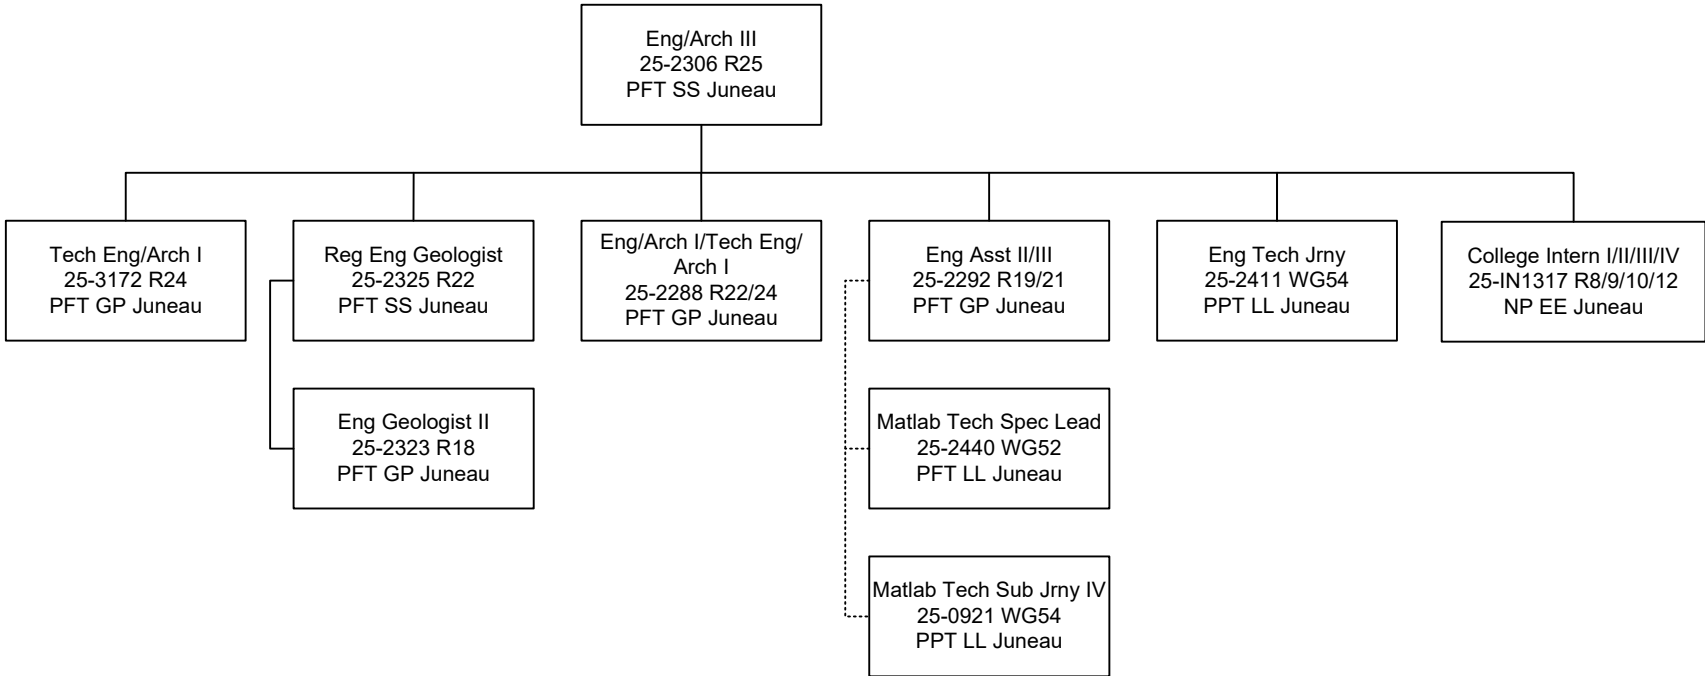 Eng/Arch III
25-2306 R25
PFT SS Juneau
Tech Eng/Arch I
25-3172 R24
PFT GP Juneau
Reg Eng Geologist
25-2325 R22
PFT SS Juneau
Eng/Arch I/Tech Eng/
Arch I
25-2288 R22/24
PFT GP Juneau
Eng Asst II/III
25-2292 R19/21
PFT GP Juneau
Eng Tech Jrny
25-2411 WG54
PPT LL Juneau
College Intern I/II/III/IV
25-IN1317 R8/9/10/12
NP EE Juneau
Eng Geologist II
25-2323 R18
PFT GP Juneau
Matlab Tech Spec Lead
25-2440 WG52
PFT LL Juneau
Matlab Tech Sub Jrny IV
25-0921 WG54
PPT LL Juneau